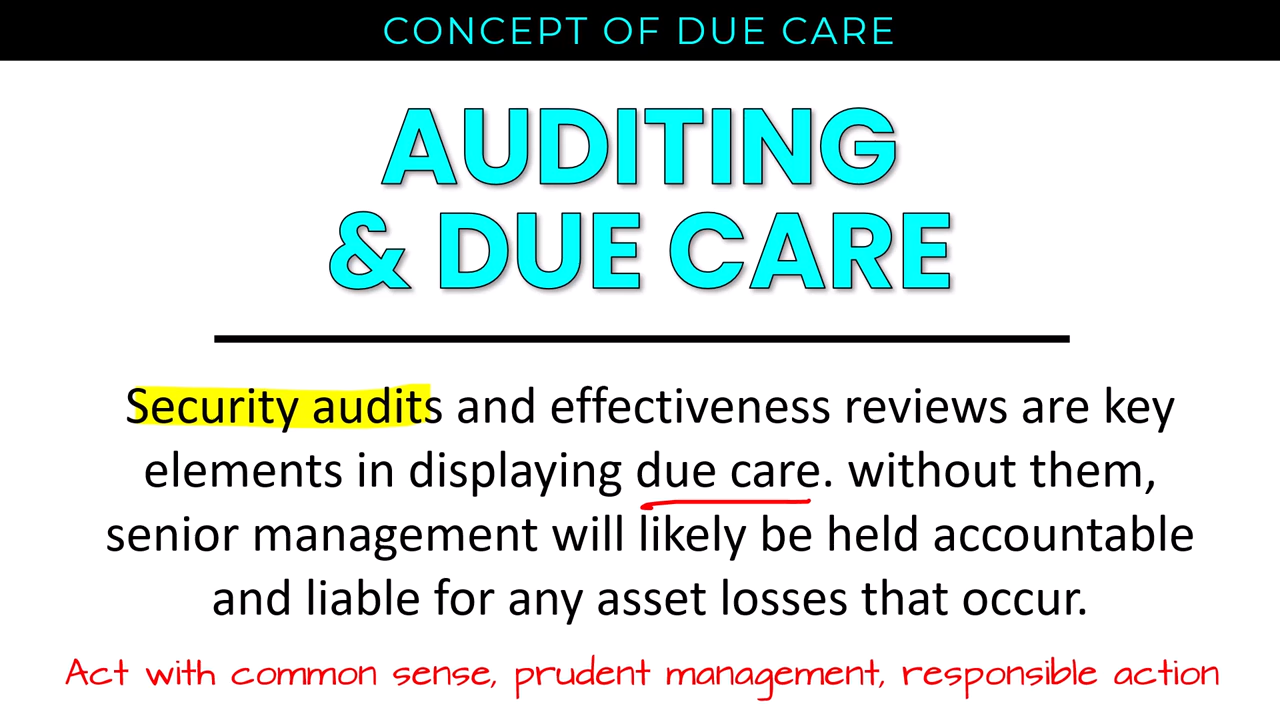 CONCEPT OF DUE CARE
AUDITING
& DUE CARE
Security audits and effectiveness reviews are key
elements in displaying due care. without them,
senior management will likely be held accountable
and liable for any asset losses that occur.
Act with common sense, prudent management, responsible action